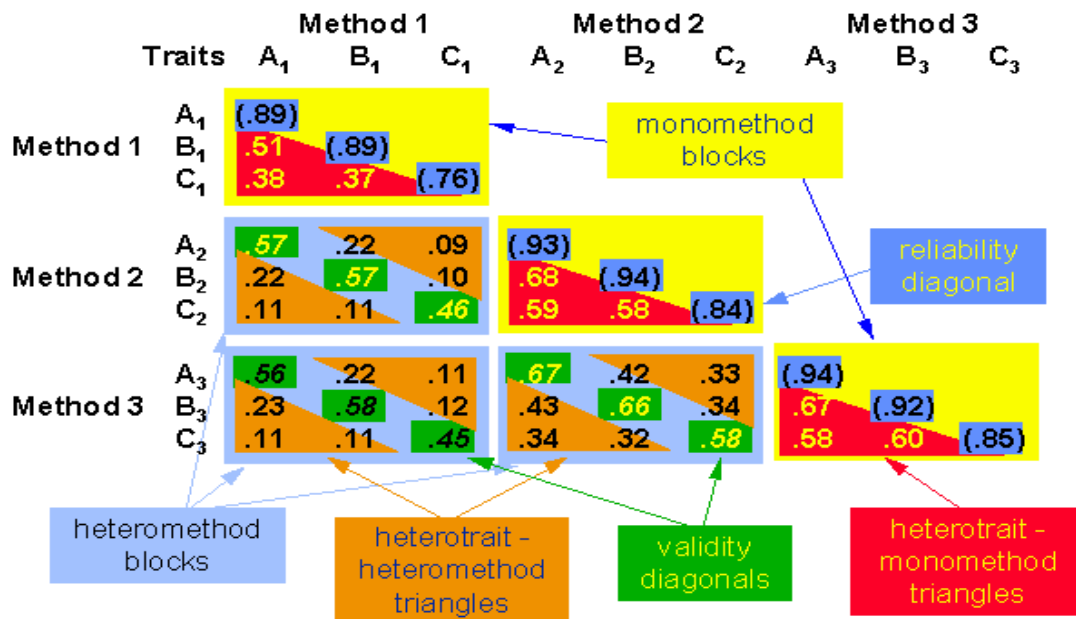 Method 1 Method 2 Method 3
Traits A₁ B₁ C₁ A₂ B₂ C₂ A₃ B₃ C₃
A₁ (.89)
Method 1 B₁ .51 (.89)
C₁ .38 .37 (.76)
monomethod
blocks
A₂ .57 .22 .09 (.93)
Method 2 B₂ .22 .57 .10 .68 (.94)
C₂ .11 .11 .46 .59 .58 (.84)
reliability
diagonal
A₃ .56 .22 .11 .67 .42 .33 (.94)
Method 3 B₃ .23 .58 .12 .43 .66 .34 .67 (.92)
C₃ .11 .11 .45 .34 .32 .58 .58 .60 (.85)
heteromethod
blocks
heterotrait -
heteromethod
triangles
validity
diagonals
heterotrait -
monomethod
triangles